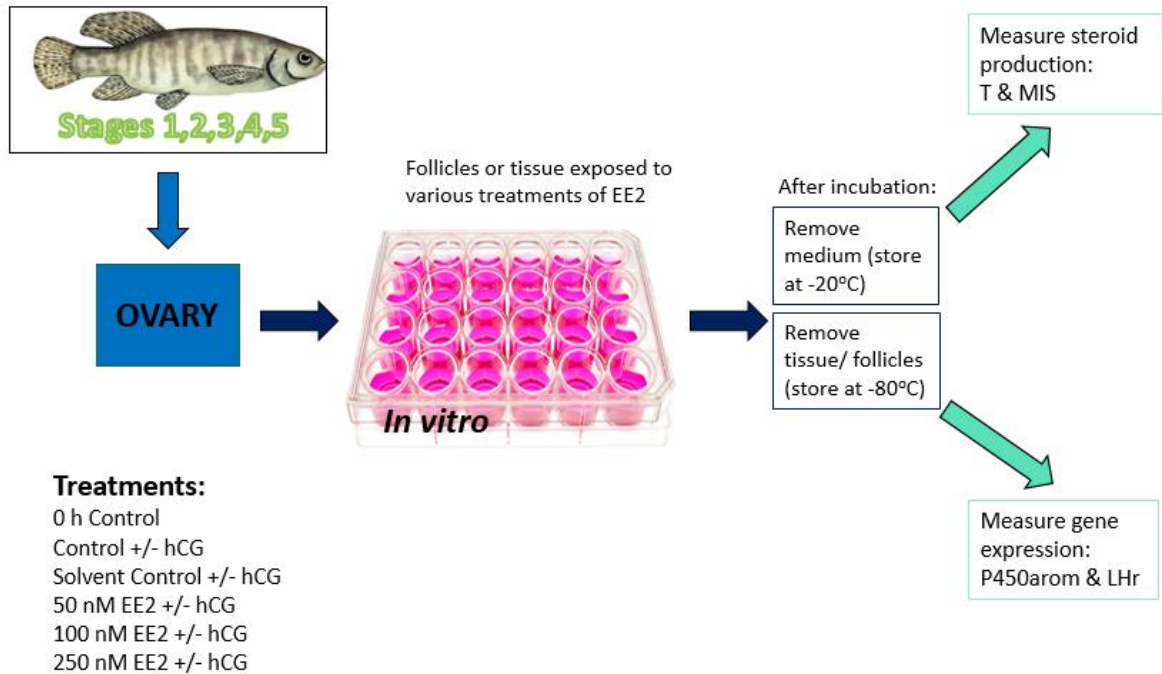 Stages 1,2,3,4,5
OVARY
Follicles or tissue exposed to
various treatments of EE2
In vitro
After incubation:
Remove
medium (store
at -20°C)
Remove
tissue/ follicles
(store at -80°C)
Measure steroid
production:
T & MIS
Measure gene
expression:
P450arom & LHr
Treatments:
0 h Control
Control +/- hCG
Solvent Control +/- hCG
50 nM EE2 +/- hCG
100 nM EE2 +/- hCG
250 nM EE2 +/- hCG